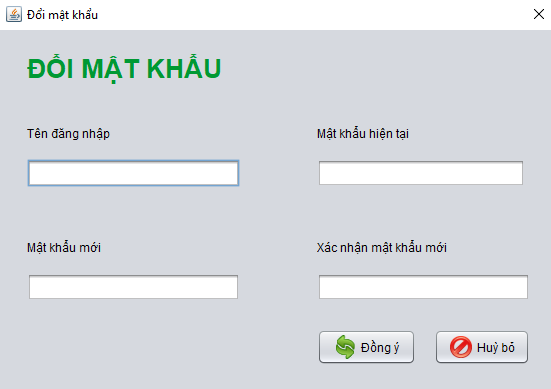 Đổi mật khẩu
ĐỔI MẬT KHẨU
Tên đăng nhập
Mật khẩu hiện tại
Mật khẩu mới
Xác nhận mật khẩu mới
Đồng ý
Huỷ bỏ